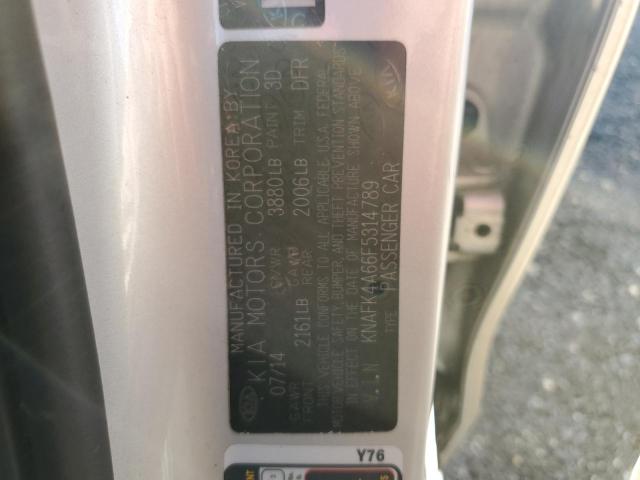 MANUFACTURED IN KOREA BY
KIA MOTORS CORPORATION
07/14 GVWR 3880LB PAINT 3D
GAWR FRONT 2161LB GAWR REAR 2006LB TRIM DFR
THIS VEHICLE CONFORMS TO ALL APPLICABLE U.S.A. FEDERAL
MOTOR VEHICLE SAFETY, BUMPER, AND THEFT PREVENTION STANDARDS
IN EFFECT ON THE DATE OF MANUFACTURE SHOWN ABOVE
KNAFK4A66F5314789
TYPE PASSENGER CAR
KIA
KIA
Y76